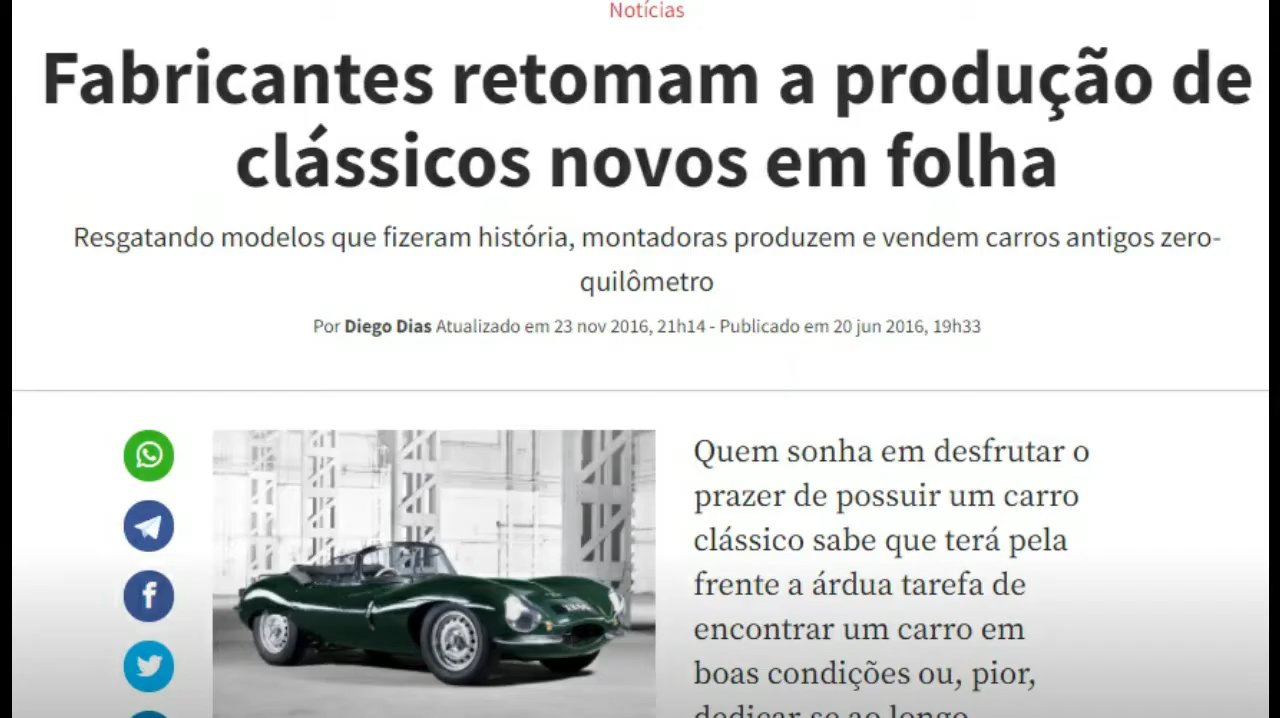 Notícias
Fabricantes retomam a produção de
clássicos novos em folha
Resgatando modelos que fizeram história, montadoras produzem e vendem carros antigos zero-
quilômetro
Por Diego Dias Atualizado em 23 nov 2016, 21h14 - Publicado em 20 jun 2016, 19h33
Quem sonha em desfrutar o
prazer de possuir um carro
clássico sabe que terá pela
frente a árdua tarefa de
encontrar um carro em
boas condições ou, pior,
dedicar-se ao longo